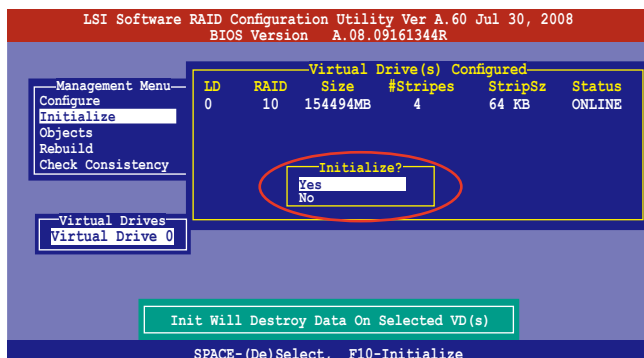 LSI Software RAID Configuration Utility Ver A.60 Jul 30, 2008
BIOS Version A.08.09161344R
Virtual Drive(s) Configured
LD RAID Size #Stripes StripSz Status
0 10 154494MB 4 64 KB ONLINE
Management Menu
Configure
Initialize
Objects
Rebuild
Check Consistency
Initialize?
Yes
No
Virtual Drives
Virtual Drive 0
Init Will Destroy Data On Selected VD(s)
SPACE-(De)Select, F10-Initialize